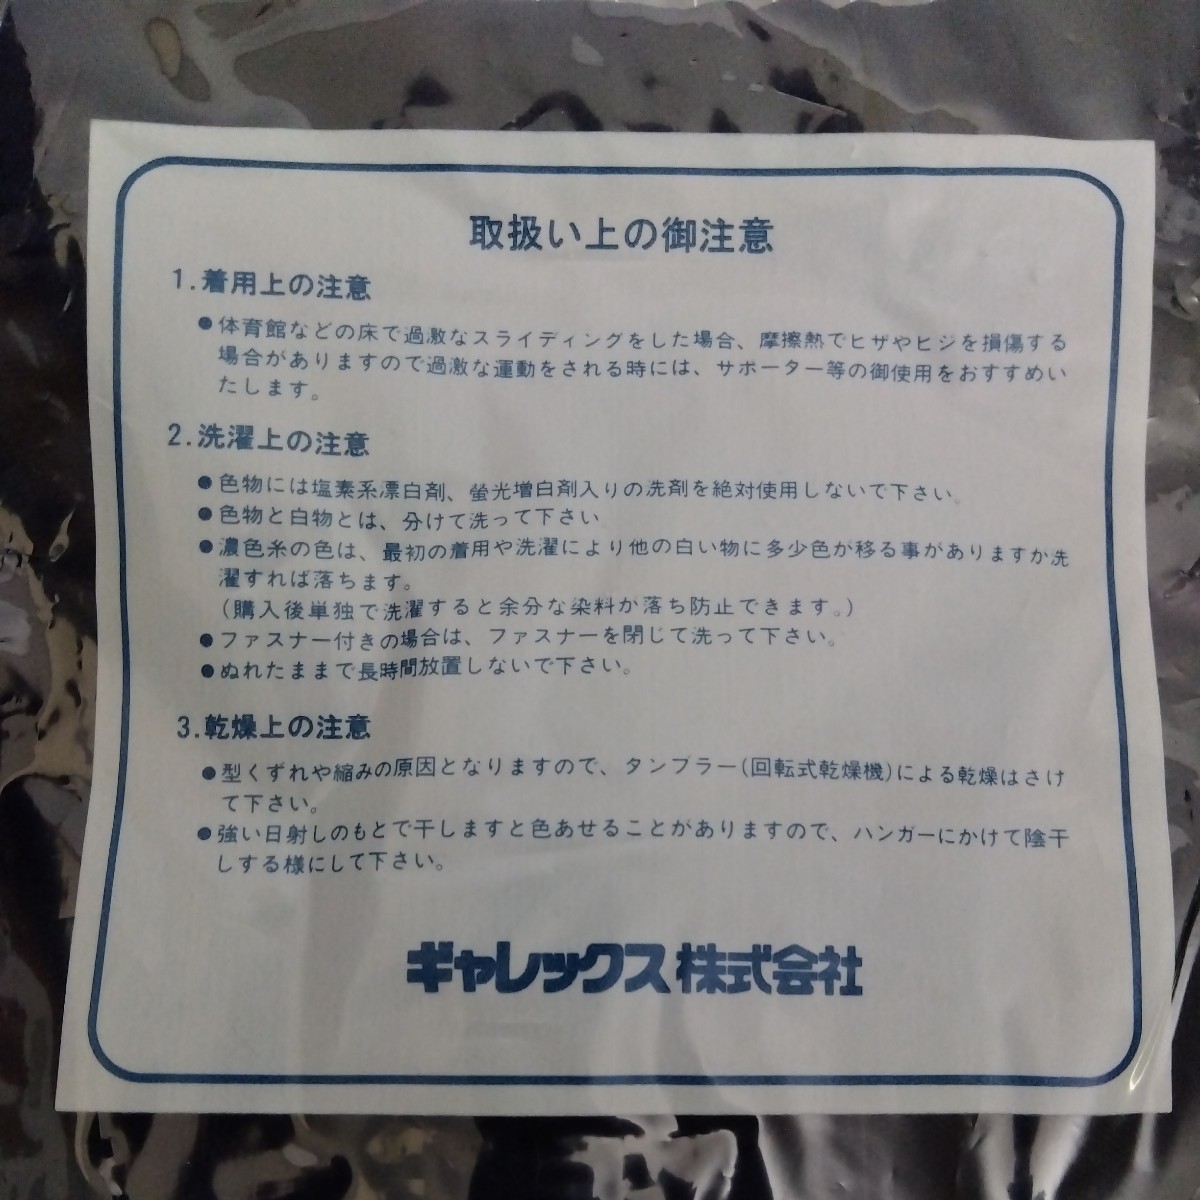 取扱い上の御注意
1.着用上の注意
●体育館などの床で過激なスライディングをした場合、摩擦熱でヒザやヒジを損傷する
場合がありますので過激な運動をされる時には、サポーター等の御使用をおすすめい
たします。
2.洗濯上の注意
●色物には塩素系漂白剤、螢光増白剤入りの洗剤を絶対使用しないで下さい。
●色物と白物とは、分けて洗って下さい
●濃色糸の色は、最初の着用や洗濯により他の白い物に多少色が移る事がありますか洗
濯すれば落ちます。
(購入後単独で洗濯すると余分な染料か落ち防止できます。)
●ファスナー付きの場合は、ファスナーを閉じて洗って下さい。
●ぬれたままで長時間放置しないで下さい。
3.乾燥上の注意
●型くずれや縮みの原因となりますので、タンブラー(回転式乾燥機)による乾燥はさけ
て下さい。
●強い日射しのもとで干しますと色あせることがありますので、ハンガーにかけて陰干
しする様にして下さい。
ギャレックス株式会社